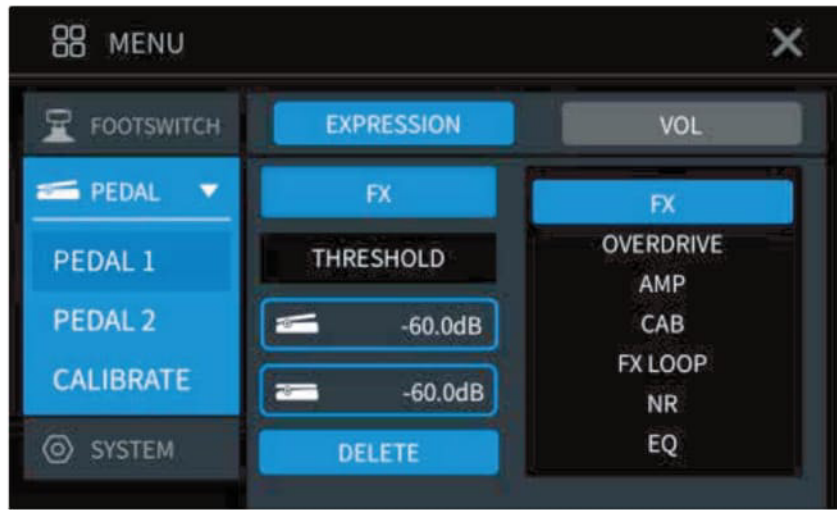 MENU
FOOTSWITCH
PEDAL
PEDAL 1
PEDAL 2
CALIBRATE
SYSTEM
EXPRESSION
VOL
FX
THRESHOLD
-60.0dB
-60.0dB
DELETE
FX
OVERDRIVE
AMP
CAB
FX LOOP
NR
EQ